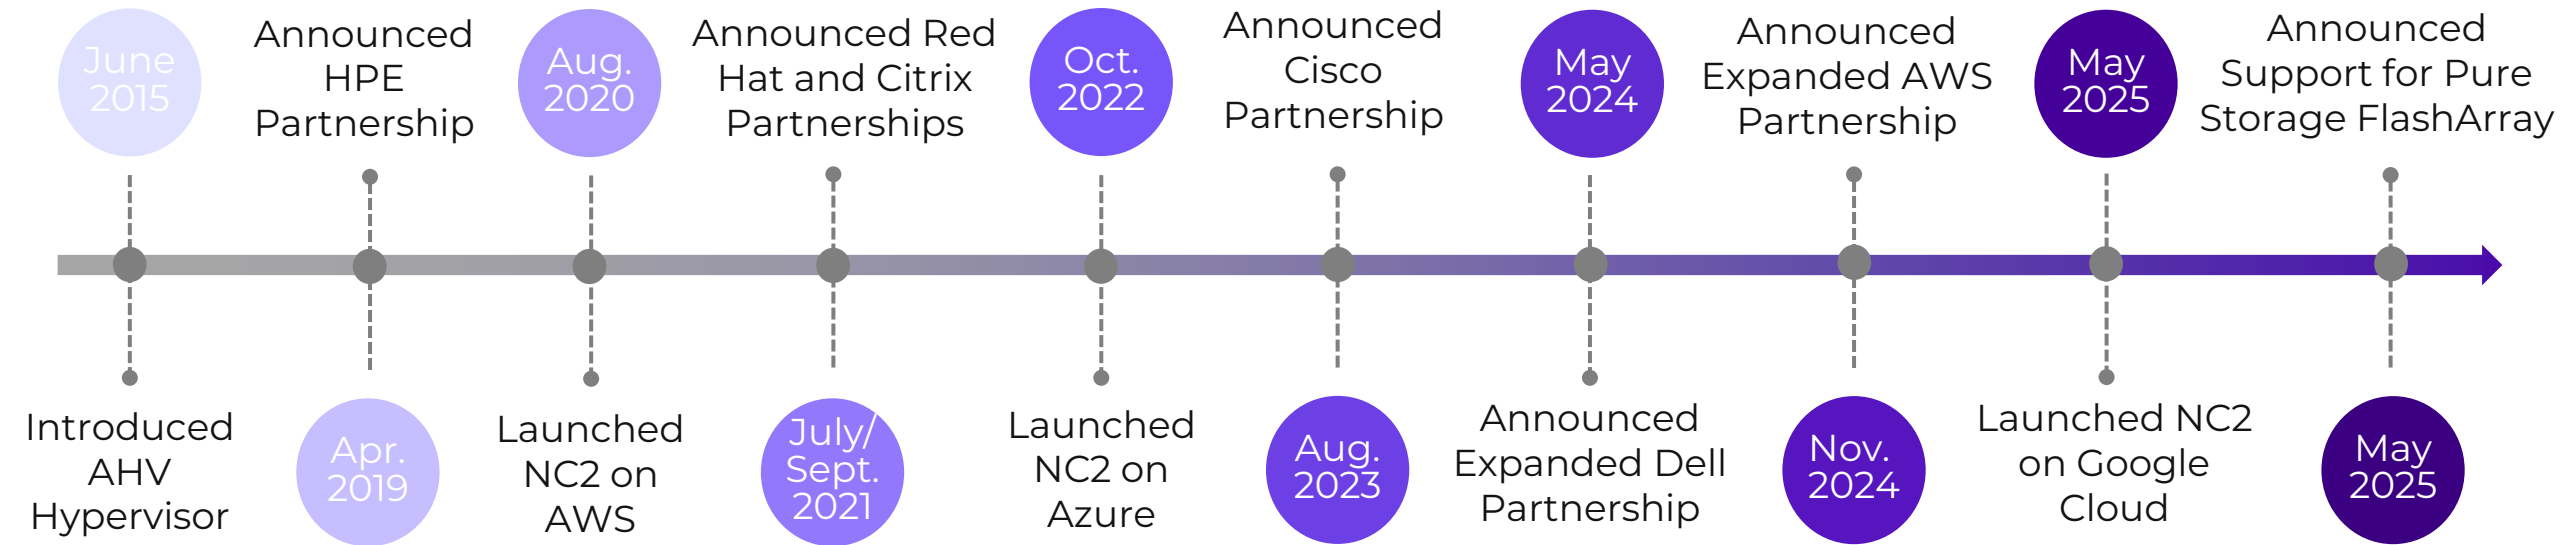 June
2015
Introduced
AHV
Hypervisor
Announced
HPE
Partnership
Apr.
2019
Aug.
2020
Launched
NC2 on
AWS
Announced Red
Hat and Citrix
Partnerships
July/
Sept.
2021
Oct.
2022
Launched
NC2 on
Azure
Announced
Cisco
Partnership
Aug.
2023
May
2024
Announced
Expanded Dell
Partnership
Announced
Expanded AWS
Partnership
Nov.
2024
May
2025
Launched NC2
on Google
Cloud
Announced
Support for Pure
Storage FlashArray
May
2025